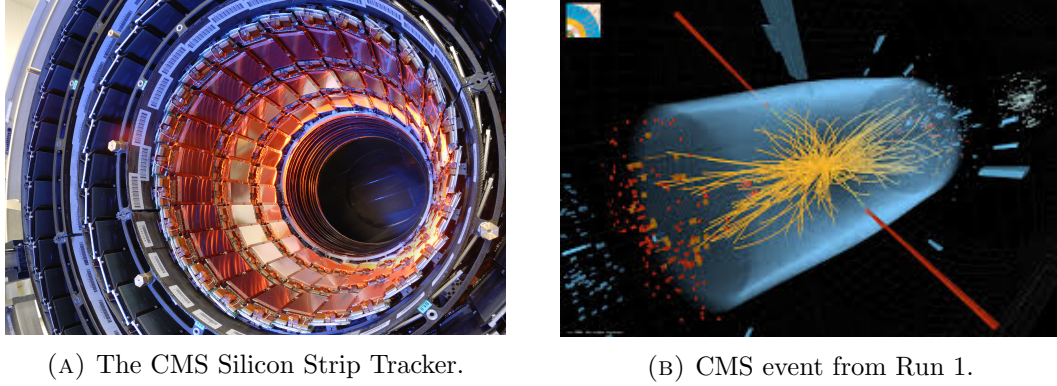 (A) The CMS Silicon Strip Tracker.
(B) CMS event from Run 1.